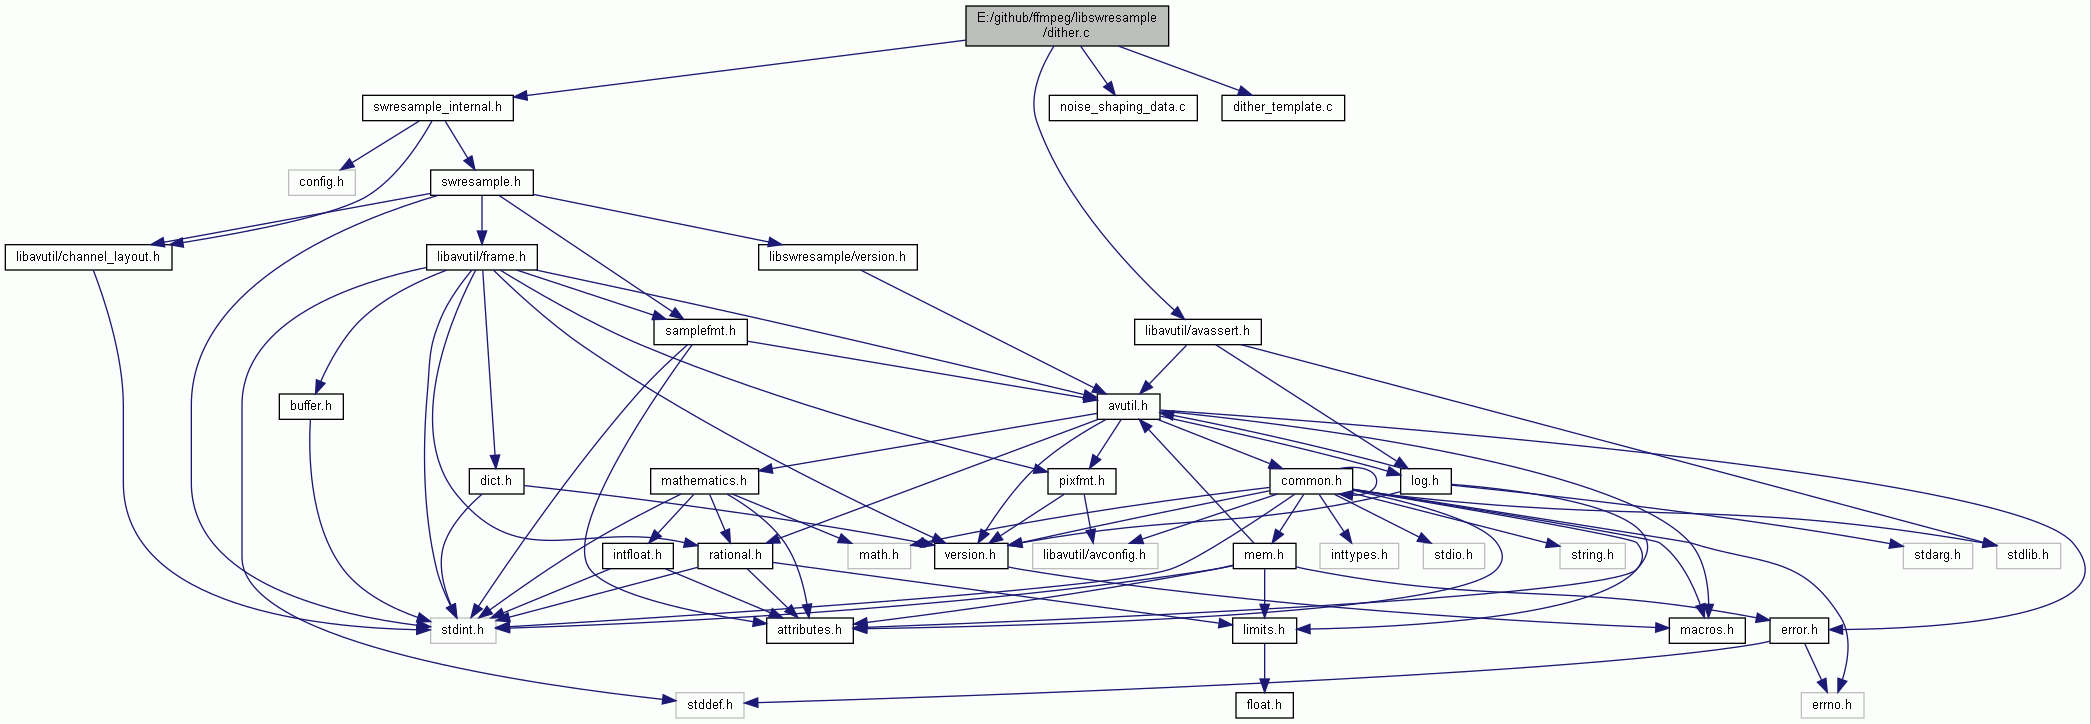 E:/github/ffmpeg/libswresample
/dither.c
swresample_internal.h
noise_shaping_data.c
dither_template.c
config.h
swresample.h
libavutil/channel_layout.h
libavutil/frame.h
libswresample/version.h
samplefmt.h
libavutil/avassert.h
buffer.h
avutil.h
dict.h
mathematics.h
pixfmt.h
common.h
log.h
intfloat.h
rational.h
math.h
version.h
libavutil/avconfig.h
mem.h
inttypes.h
stdio.h
string.h
stdarg.h
stdlib.h
stdint.h
attributes.h
limits.h
macros.h
error.h
stddef.h
float.h
errno.h